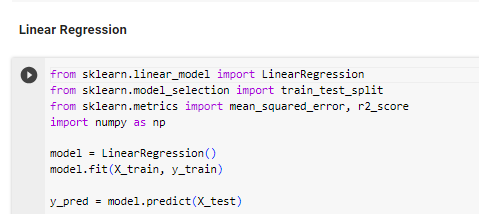 Linear Regression
from sklearn.linear_model import LinearRegression
from sklearn.model_selection import train_test_split
from sklearn.metrics import mean_squared_error, r2_score
import numpy as np
model = LinearRegression()
model.fit(X_train, y_train)
y_pred = model.predict(X_test)